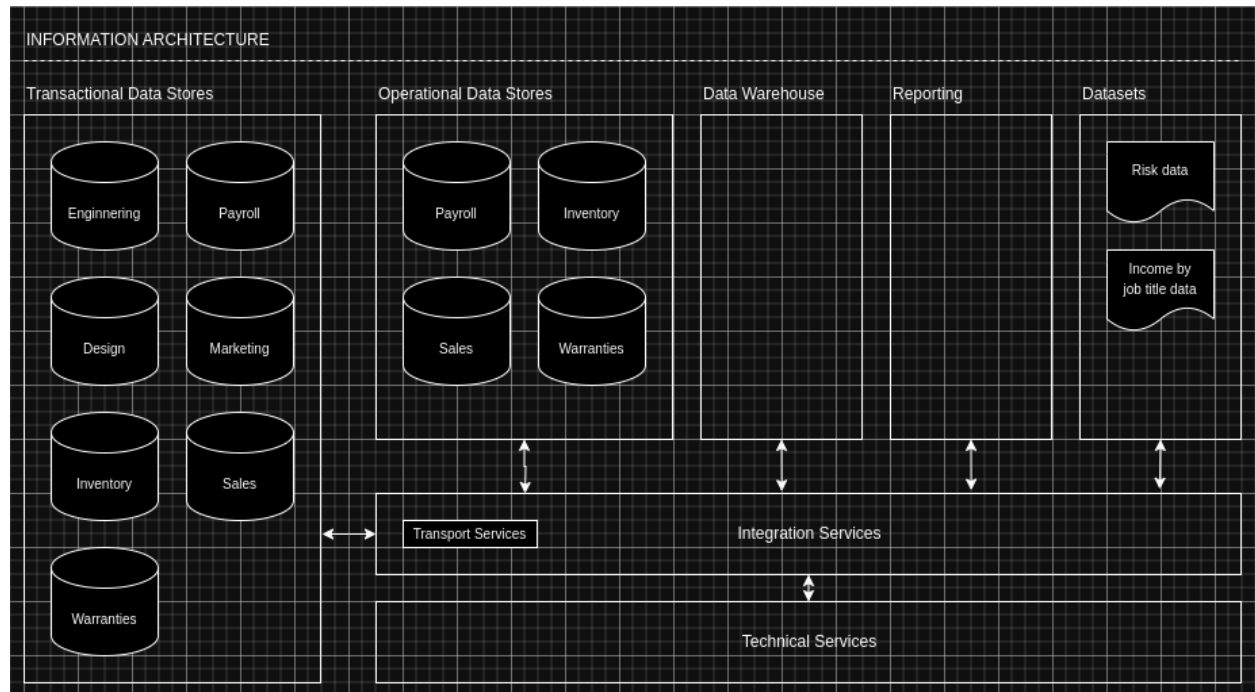 INFORMATION ARCHITECTURE
Transactional Data Stores
Operational Data Stores
Data Warehouse
Reporting
Datasets
Enginnering
Payroll
Design
Marketing
Inventory
Sales
Warranties
Payroll
Inventory
Sales
Warranties
Risk data
Income by
job title data
Transport Services
Integration Services
Technical Services